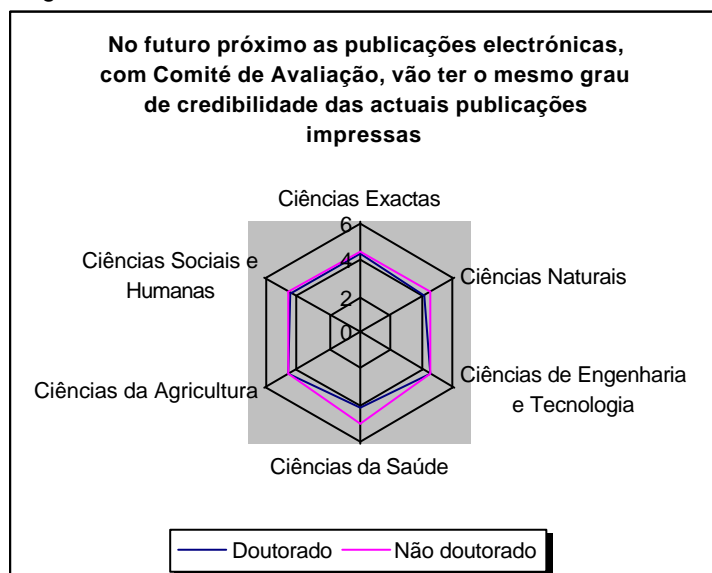 No futuro próximo as publicações electrónicas,
com Comité de Avaliação, vão ter o mesmo grau
de credibilidade das actuais publicações
impressas
Ciências Exactas
6
4
2
0
Ciências Sociais e
Humanas
Ciências Naturais
Ciências da Agricultura
Ciências de Engenharia
e Tecnologia
Ciências da Saúde
Doutorado
Não doutorado